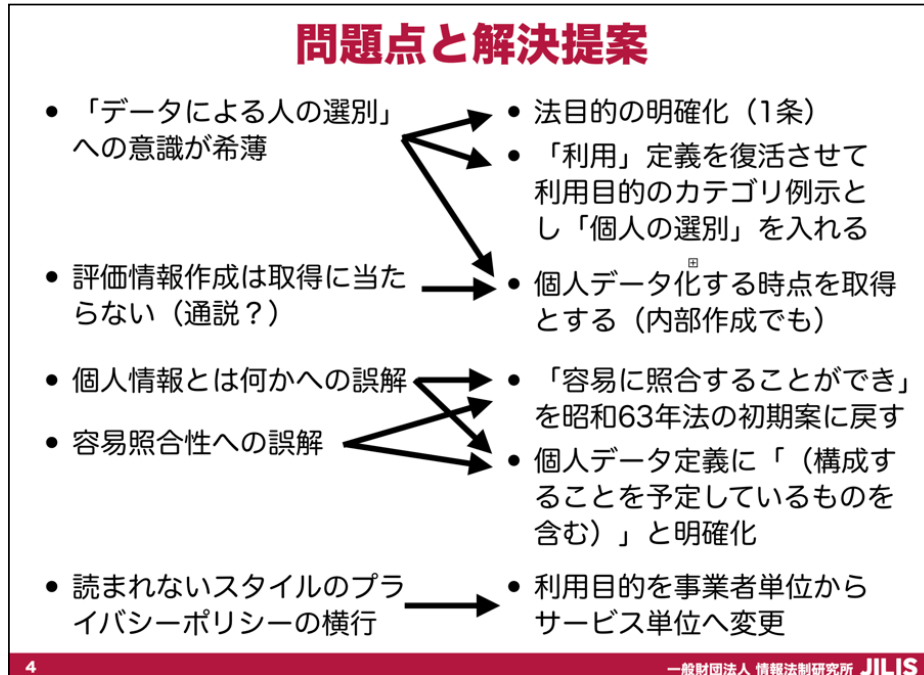 問題点と解決提案
• 「データによる人の選別」
への意識が希薄
• 評価情報作成は取得に当た
らない（通説？）
• 個人情報とは何かへの誤解
• 容易照合性への誤解
• 読まれないスタイルのプラ
イバシーポリシーの横行
• 法目的の明確化（1条）
• 「利用」定義を復活させて
利用目的のカテゴリ例示と
し「個人の選別」を入れる
• 個人データ化する時点を取得
とする（内部作成でも）
• 「容易に照合することができ」
を昭和63年法の初期案に戻す
• 個人データ定義に「（構成す
ることを予定しているものを
含む）」と明確化
• 利用目的を事業者単位から
サービス単位へ変更
4
一般財団法人 情報法制研究所 JILIS